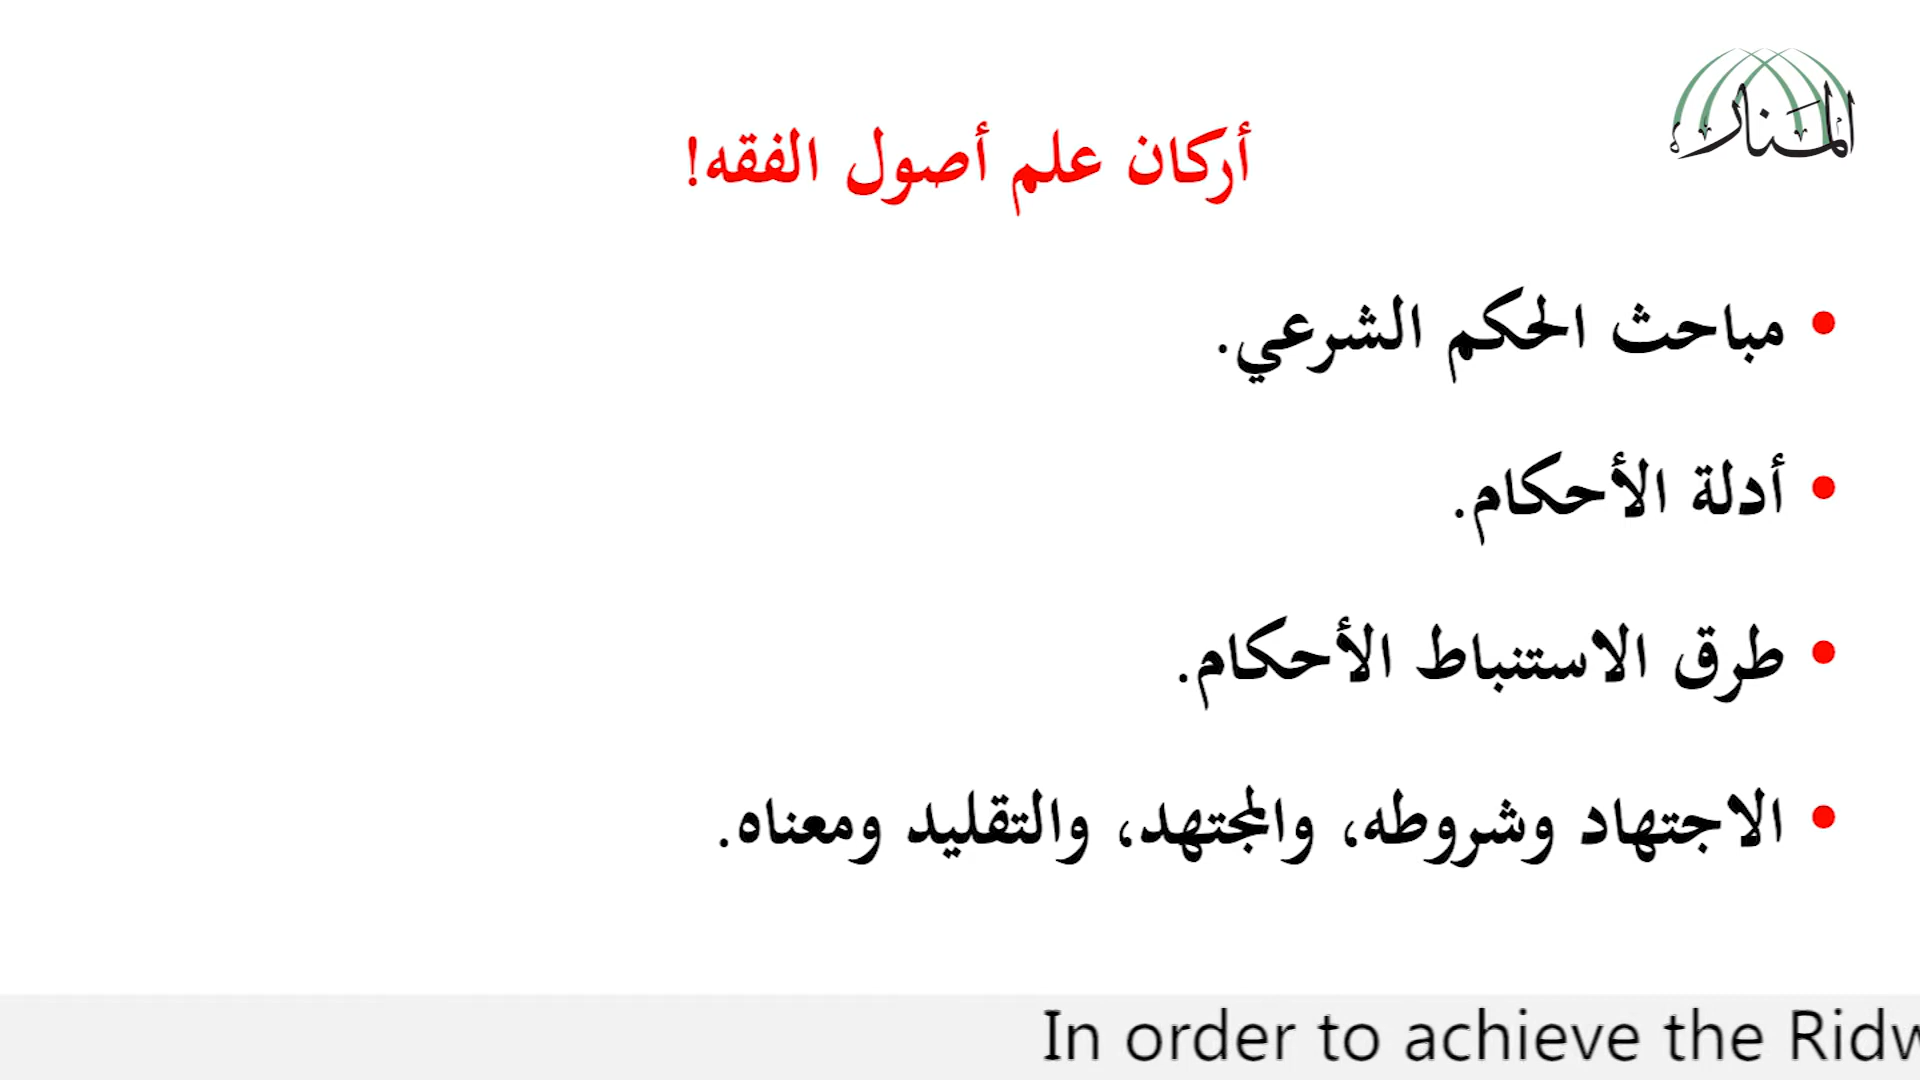 المنار
أركان علم أصول الفقه!
• مباحث الحكم الشرعي.
• أدلة الأحكام.
• طرق الاستنباط الأحكام.
• الاجتهاد وشروطه، والمجتهد، والتقليد ومعناه.
In order to achieve the Ridw